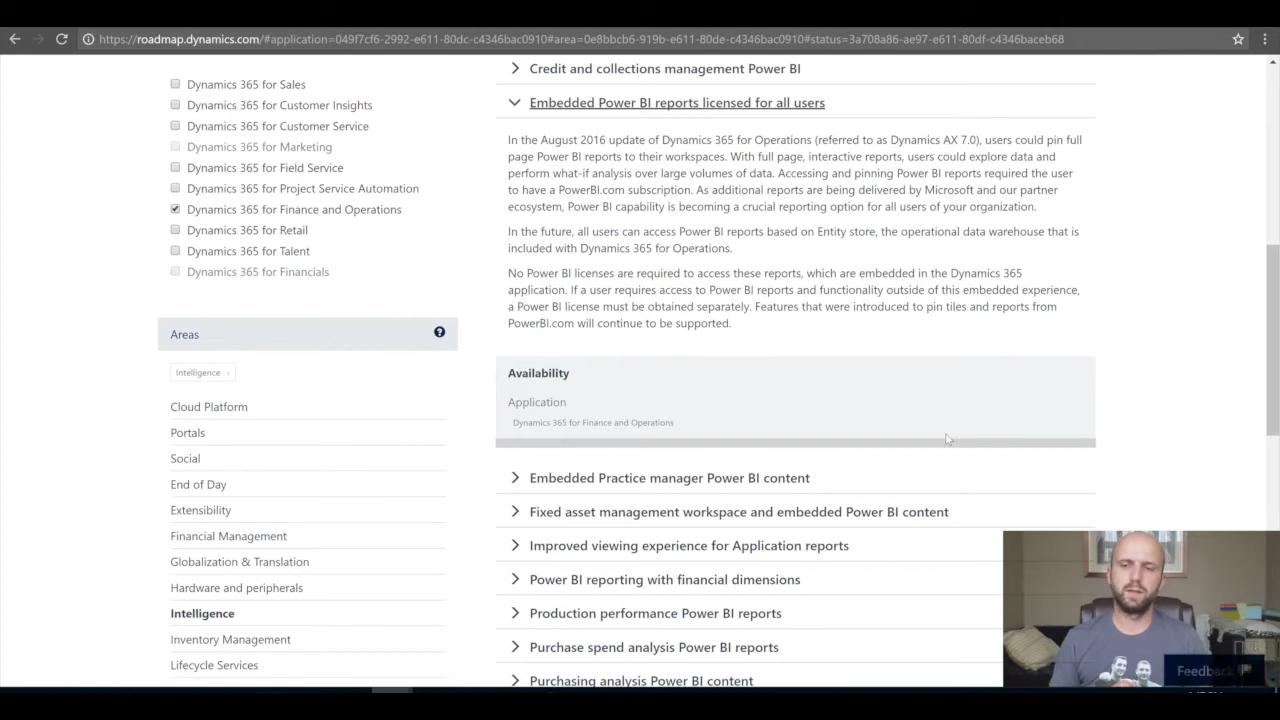 https://roadmap.dynamics.com/#application=049f7cf6-2992-e611-80dc-c4346bac0910#area=0e8bbcb6-919b-e611-80de-c4346bac0910#status=3a708a86-ae97-e611-80df-c4346baceb68
Dynamics 365 for Sales
Dynamics 365 for Customer Insights
Dynamics 365 for Customer Service
Dynamics 365 for Marketing
Dynamics 365 for Field Service
Dynamics 365 for Project Service Automation
Dynamics 365 for Finance and Operations
Dynamics 365 for Retail
Dynamics 365 for Talent
Dynamics 365 for Financials
Areas
?
Intelligence x
Cloud Platform
Portals
Social
End of Day
Extensibility
Financial Management
Globalization & Translation
Hardware and peripherals
Intelligence
Inventory Management
Lifecycle Services
Credit and collections management Power BI
Embedded Power BI reports licensed for all users
In the August 2016 update of Dynamics 365 for Operations (referred to as Dynamics AX 7.0), users could pin full
page Power BI reports to their workspaces. With full page, interactive reports, users could explore data and
perform what-if analysis over large volumes of data. Accessing and pinning Power BI reports required the user
to have a PowerBI.com subscription. As additional reports are being delivered by Microsoft and our partner
ecosystem, Power BI capability is becoming a crucial reporting option for all users of your organization.
In the future, all users can access Power BI reports based on Entity store, the operational data warehouse that is
included with Dynamics 365 for Operations.
No Power BI licenses are required to access these reports, which are embedded in the Dynamics 365
application. If a user requires access to Power BI reports and functionality outside of this embedded experience,
a Power BI license must be obtained separately. Features that were introduced to pin tiles and reports from
PowerBI.com will continue to be supported.
Availability
Application
Dynamics 365 for Finance and Operations
Embedded Practice manager Power BI content
Fixed asset management workspace and embedded Power BI content
Improved viewing experience for Application reports
Power BI reporting with financial dimensions
Production performance Power BI reports
Purchase spend analysis Power BI reports
Purchasing analysis Power BI content
Feedback